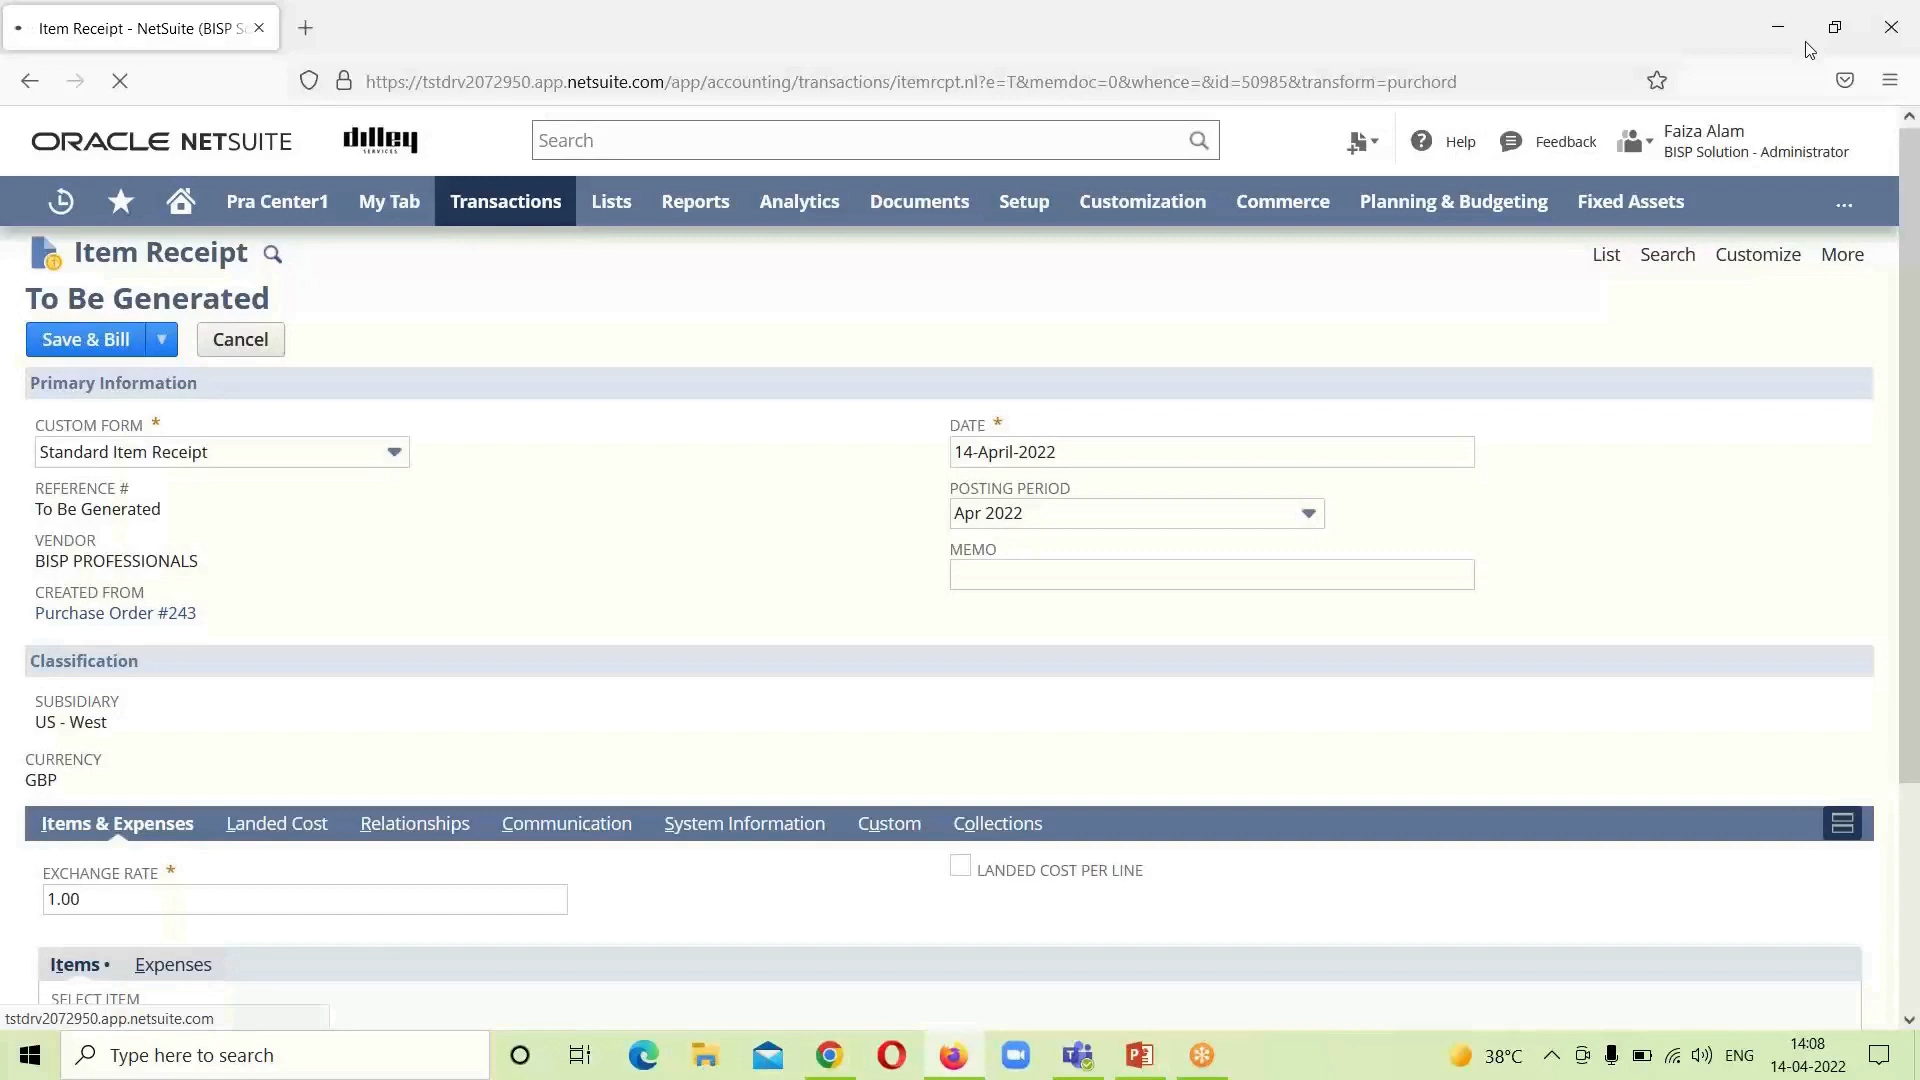 Item Receipt - NetSuite (BISP So
https://tstdrv2072950.app.netsuite.com/app/accounting/transactions/itemrcpt.nl?e=T&memdoc=0&whence=&id=50985&transform=purchord
ORACLE NETSUITE
dilley
SERVICES
Search
Help
Feedback
Faiza Alam
BISP Solution - Administrator
Pra Center1 My Tab Transactions Lists Reports Analytics Documents Setup Customization Commerce Planning & Budgeting Fixed Assets ...
Item Receipt
List Search Customize More
To Be Generated
Save & Bill
Cancel
Primary Information
CUSTOM FORM *
Standard Item Receipt
REFERENCE #
To Be Generated
VENDOR
BISP PROFESSIONALS
CREATED FROM
Purchase Order #243
DATE *
14-April-2022
POSTING PERIOD
Apr 2022
MEMO
Classification
SUBSIDIARY
US - West
CURRENCY
GBP
Items & Expenses Landed Cost Relationships Communication System Information Custom Collections
EXCHANGE RATE *
1.00
LANDED COST PER LINE
Items • Expenses
SELECT ITEM
tstdrv2072950.app.netsuite.com
Type here to search
38°C
ENG
14:08
14-04-2022